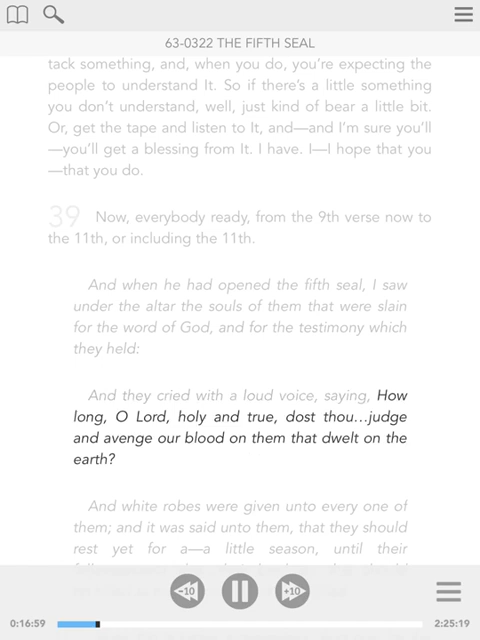 63-0322 THE FIFTH SEAL
tack something, and, when you do, you're expecting the
people to understand It. So if there's a little something
you don't understand, well, just kind of bear a little bit.
Or, get the tape and listen to It, and—and I'm sure you'll
—you'll get a blessing from It. I have. I—I hope that you
—that you do.
39 Now, everybody ready, from the 9th verse now to
the 11th, or including the 11th.
And when he had opened the fifth seal, I saw
under the altar the souls of them that were slain
for the word of God, and for the testimony which
they held:
And they cried with a loud voice, saying, How
long, O Lord, holy and true, dost thou...judge
and avenge our blood on them that dwelt on the
earth?
And white robes were given unto every one of
them; and it was said unto them, that they should
rest yet for a—a little season, until their
-10 +10
0:16:59 2:25:19